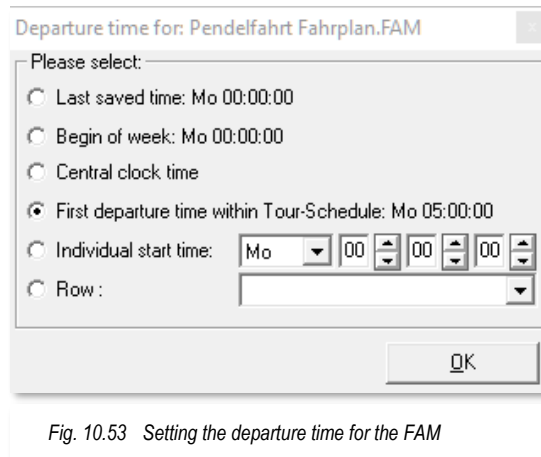 Departure time for: Pendelfahrt Fahrplan.FAM
x
Please select:
Last saved time: Mo 00:00:00
Begin of week: Mo 00:00:00
Central clock time
First departure time within Tour-Schedule: Mo 05:00:00
Individual start time: Mo 00 00 00
Row :
OK
Fig. 10.53 Setting the departure time for the FAM